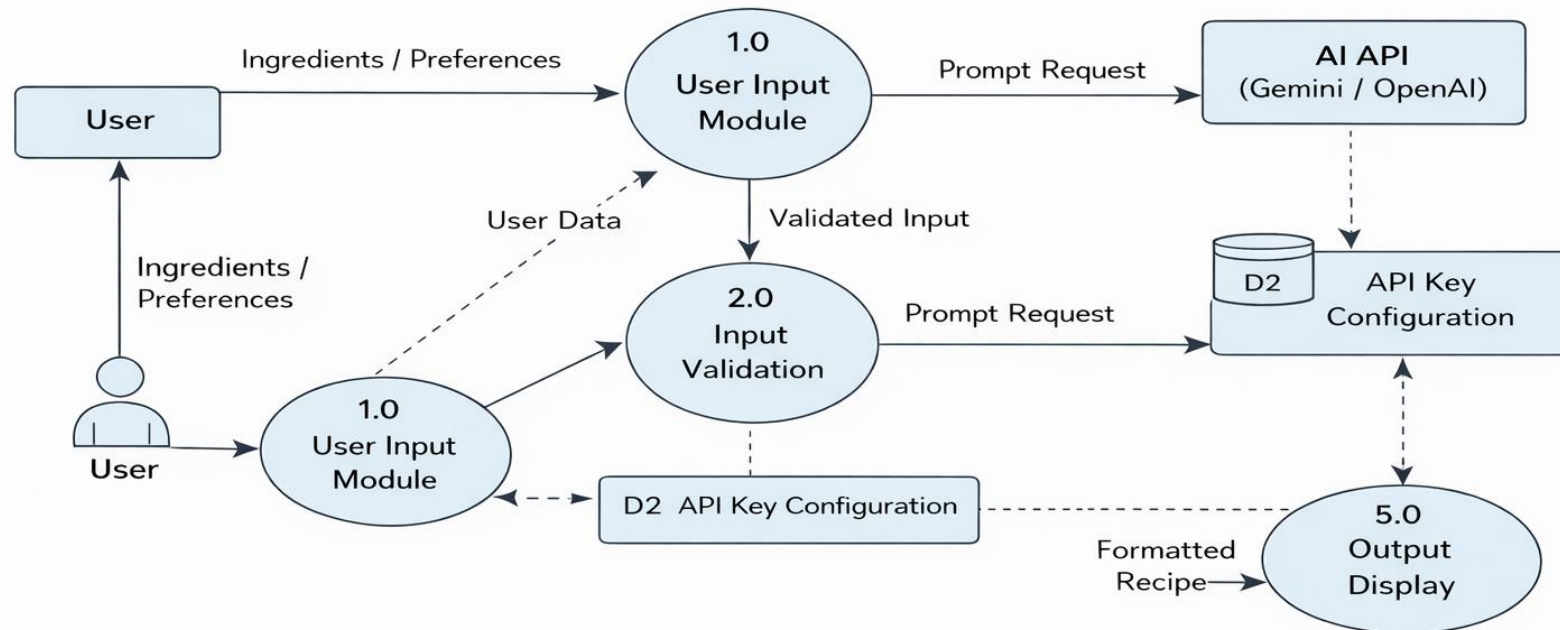 Ingredients / Preferences
1.0
User Input
Module
Prompt Request
AI API
(Gemini / OpenAI)
User
User Data
Validated Input
Ingredients /
Preferences
2.0
Input
Validation
Prompt Request
D2
API Key
Configuration
1.0
User Input
Module
User
D2 API Key Configuration
5.0
Output
Display
Formatted
Recipe